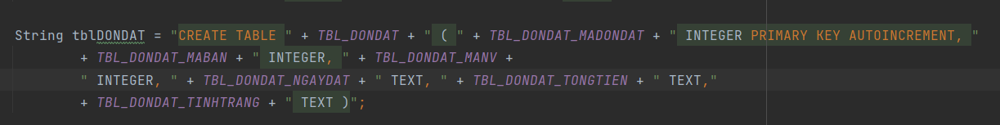 String tblDONDAT = "CREATE TABLE " + TBL_DONDAT + " ( " + TBL_DONDAT_MADONDAT + " INTEGER PRIMARY KEY AUTOINCREMENT, "
+ TBL_DONDAT_MABAN + " INTEGER, " + TBL_DONDAT_MANV +
" INTEGER, " + TBL_DONDAT_NGAYDAT + " TEXT, " + TBL_DONDAT_TONGTIEN + " TEXT,"
+ TBL_DONDAT_TINHTRANG + " TEXT )";